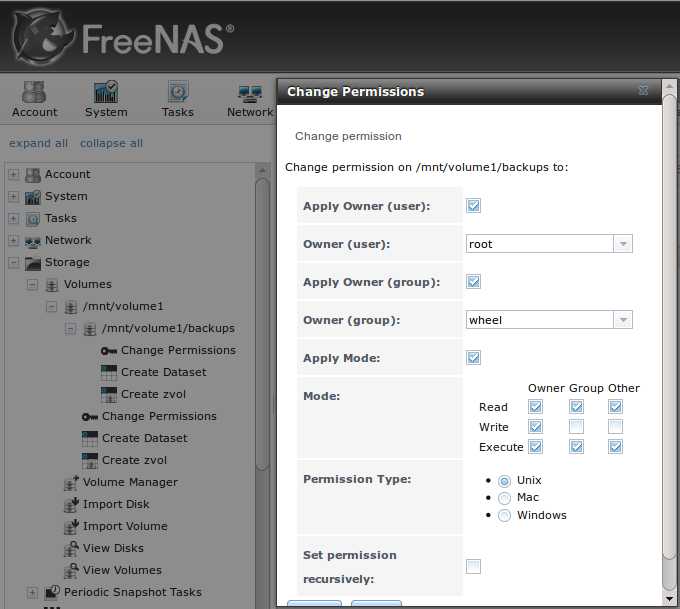 FreeNAS®
Account System Tasks Network
expand all collapse all
Account
System
Tasks
Network
Storage
Volumes
/mnt/volume1
/mnt/volume1/backups
Change Permissions
Create Dataset
Create zvol
Change Permissions
Create Dataset
Create zvol
Volume Manager
Import Disk
Import Volume
View Disks
View Volumes
Periodic Snapshot Tasks
Change Permissions
Change permission
Change permission on /mnt/volume1/backups to:
Apply Owner (user):
Owner (user): root
Apply Owner (group):
Owner (group): wheel
Apply Mode:
Mode:
Owner Group Other
Read
Write
Execute
Permission Type:
Unix
Mac
Windows
Set permission
recursively: